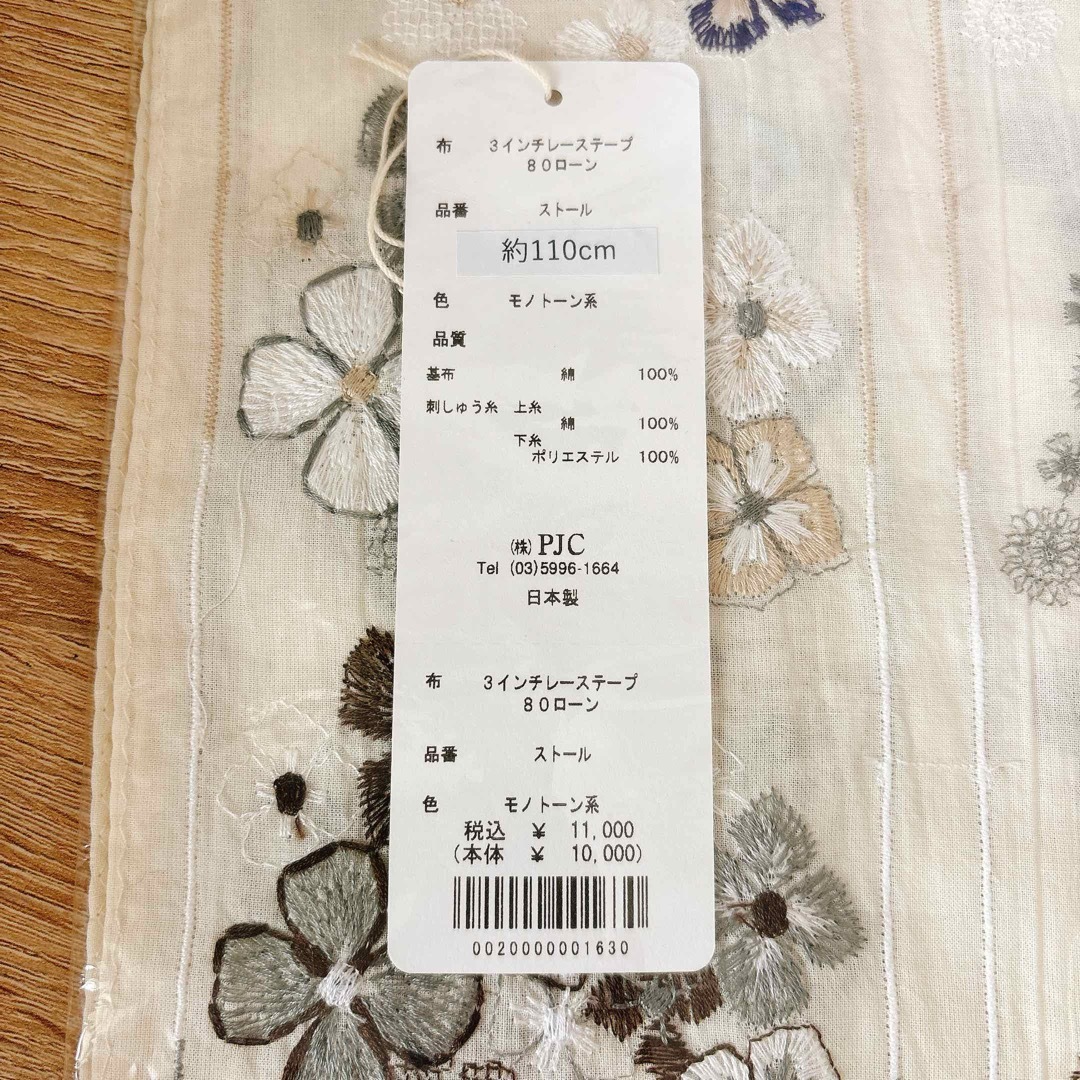 布 3インチレーステープ
80ローン
品番 ストール
約110cm
色 モノトーン系
品質
基布 綿 100%
刺しゅう糸 上糸
綿 100%
下糸
ポリエステル 100%
(株) PJC
Tel (03)5996-1664
日本製
布 3インチレーステープ
80ローン
品番 ストール
色 モノトーン系
税込 ¥ 11,000
(本体 ¥ 10,000)
0020000001630